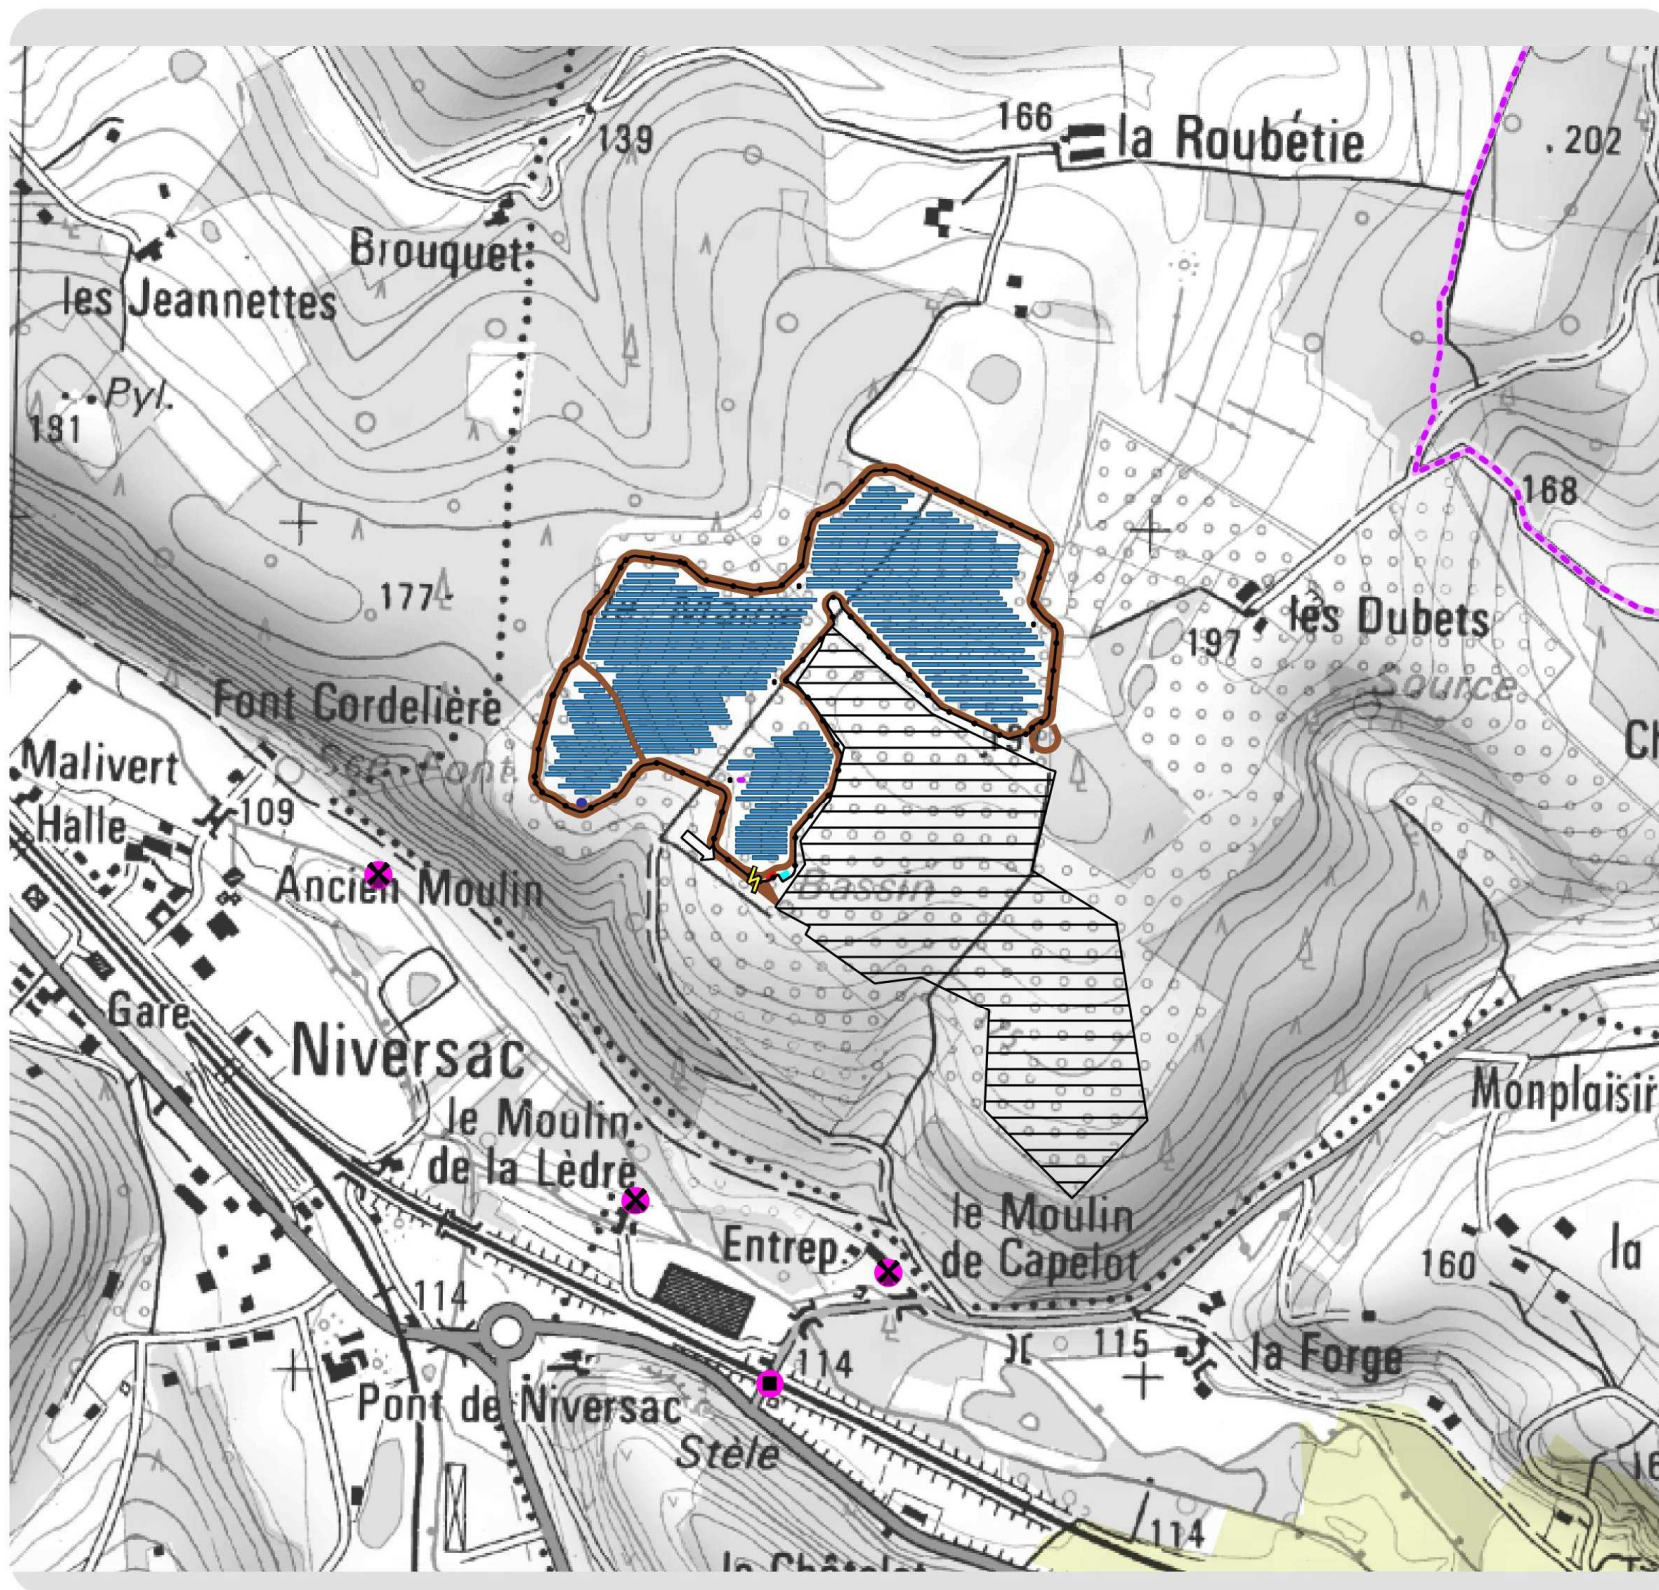 166
la Roubétie
139
. 202
Brouquet
les Jeannettes
Pyl.
181
168
177
les Dubets
197
Source
Font Cordelière
Malivert
Halle
109
Ancien Moulin
Bassin
Gare
Niversac
Monplaisir
le Moulin
de la Lèdre
Entrep.
le Moulin
de Capelot
160
la
114
114
115
la Forge
Pont de Niversac
Stèle
114